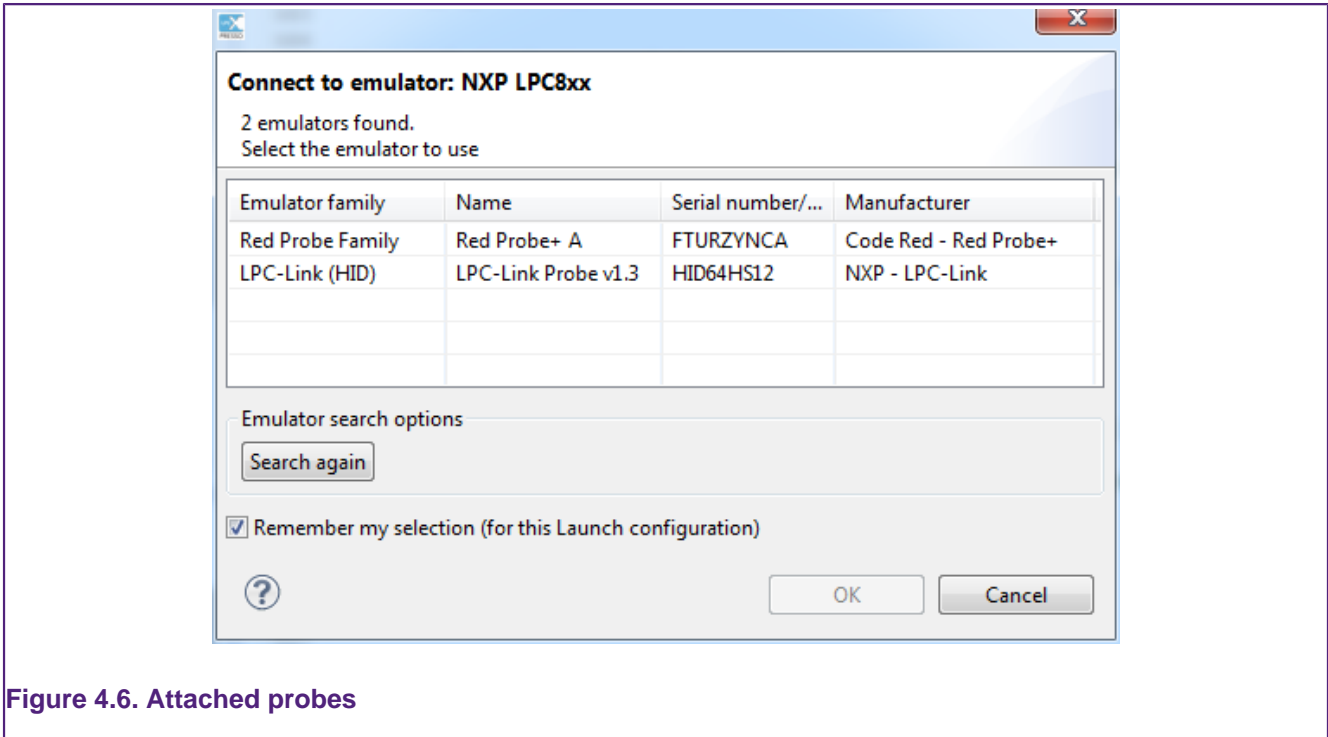 Connect to emulator: NXP LPC8xx
2 emulators found.
Select the emulator to use
Emulator family Name Serial number/... Manufacturer
Red Probe Family Red Probe+ A FTURZYNCA Code Red - Red Probe+
LPC-Link (HID) LPC-Link Probe v1.3 HID64HS12 NXP - LPC-Link
Emulator search options
Search again
Remember my selection (for this Launch configuration)
OK Cancel
Figure 4.6. Attached probes